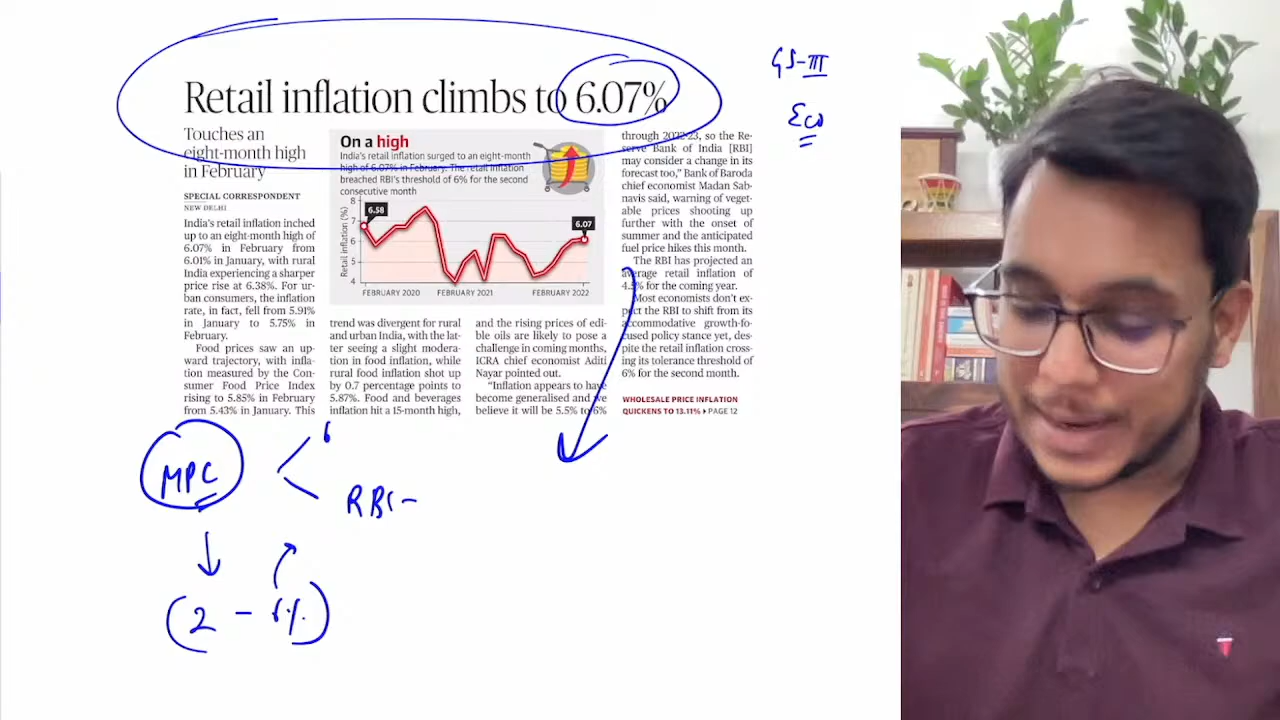 GS-III
Eco
Retail inflation climbs to 6.07%
Touches an
eight-month high
in February
SPECIAL CORRESPONDENT
NEW DELHI
India's retail inflation inched
up to an eight-month high of
6.07% in February from
6.01% in January, with rural
India experiencing a sharper
price rise at 6.38%. For ur-
ban consumers, the inflation
rate, in fact, fell from 5.91%
in January to 5.75% in
February.
Food prices saw an up-
ward trajectory, with infla-
tion measured by the Con-
sumer Food Price Index
rising to 5.85% in February
from 5.43% in January. This
On a high
India's retail inflation surged to an eight-month
high of 6.07% in February. The retail inflation
breached RBI's threshold of 6% for the second
consecutive month
Retail inflation (%)
8
7
6
5
4
6.58
6.07
FEBRUARY 2020
FEBRUARY 2021
FEBRUARY 2022
trend was divergent for rural
and urban India, with the lat-
ter seeing a slight modera-
tion in food inflation, while
rural food inflation shot up
by 0.7 percentage points to
5.87%. Food and beverages
inflation hit a 15-month high,
and the rising prices of edi-
ble oils are likely to pose a
challenge in coming months,
ICRA chief economist Aditi
Nayar pointed out.
"Inflation appears to have
become generalised and we
believe it will be 5.5% to 6%
through 2022-23, so the Re-
serve Bank of India [RBI]
may consider a change in its
forecast too," Bank of Baroda
chief economist Madan Sab-
navis said, warning of veget-
able prices shooting up
further with the onset of
summer and the anticipated
fuel price hikes this month.
The RBI has projected an
average retail inflation of
4.5% for the coming year.
Most economists don't ex-
pect the RBI to shift from its
accommodative growth-fo-
cused policy stance yet, des-
pite the retail inflation cross-
ing its tolerance threshold of
6% for the second month.
WHOLESALE PRICE INFLATION
QUICKENS TO 13.11% ▸ PAGE 12
MPC
RBI -
(2 - 6%)